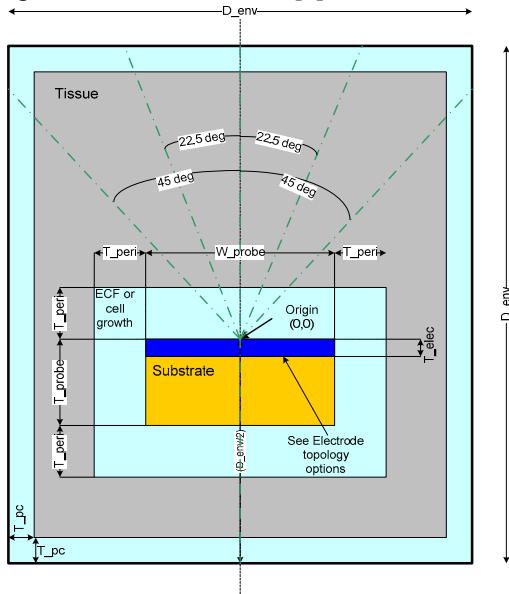 D_env
Tissue
22.5 deg
22.5 deg
45 deg
45 deg
T_peri
W_probe
T_peri
T_peri
ECF or
cell
growth
Origin
(0,0)
D_env
T_elec
T_probe
Substrate
T_peri
(D_env/2)
See Electrode
topology
options
T_pc
T_pc